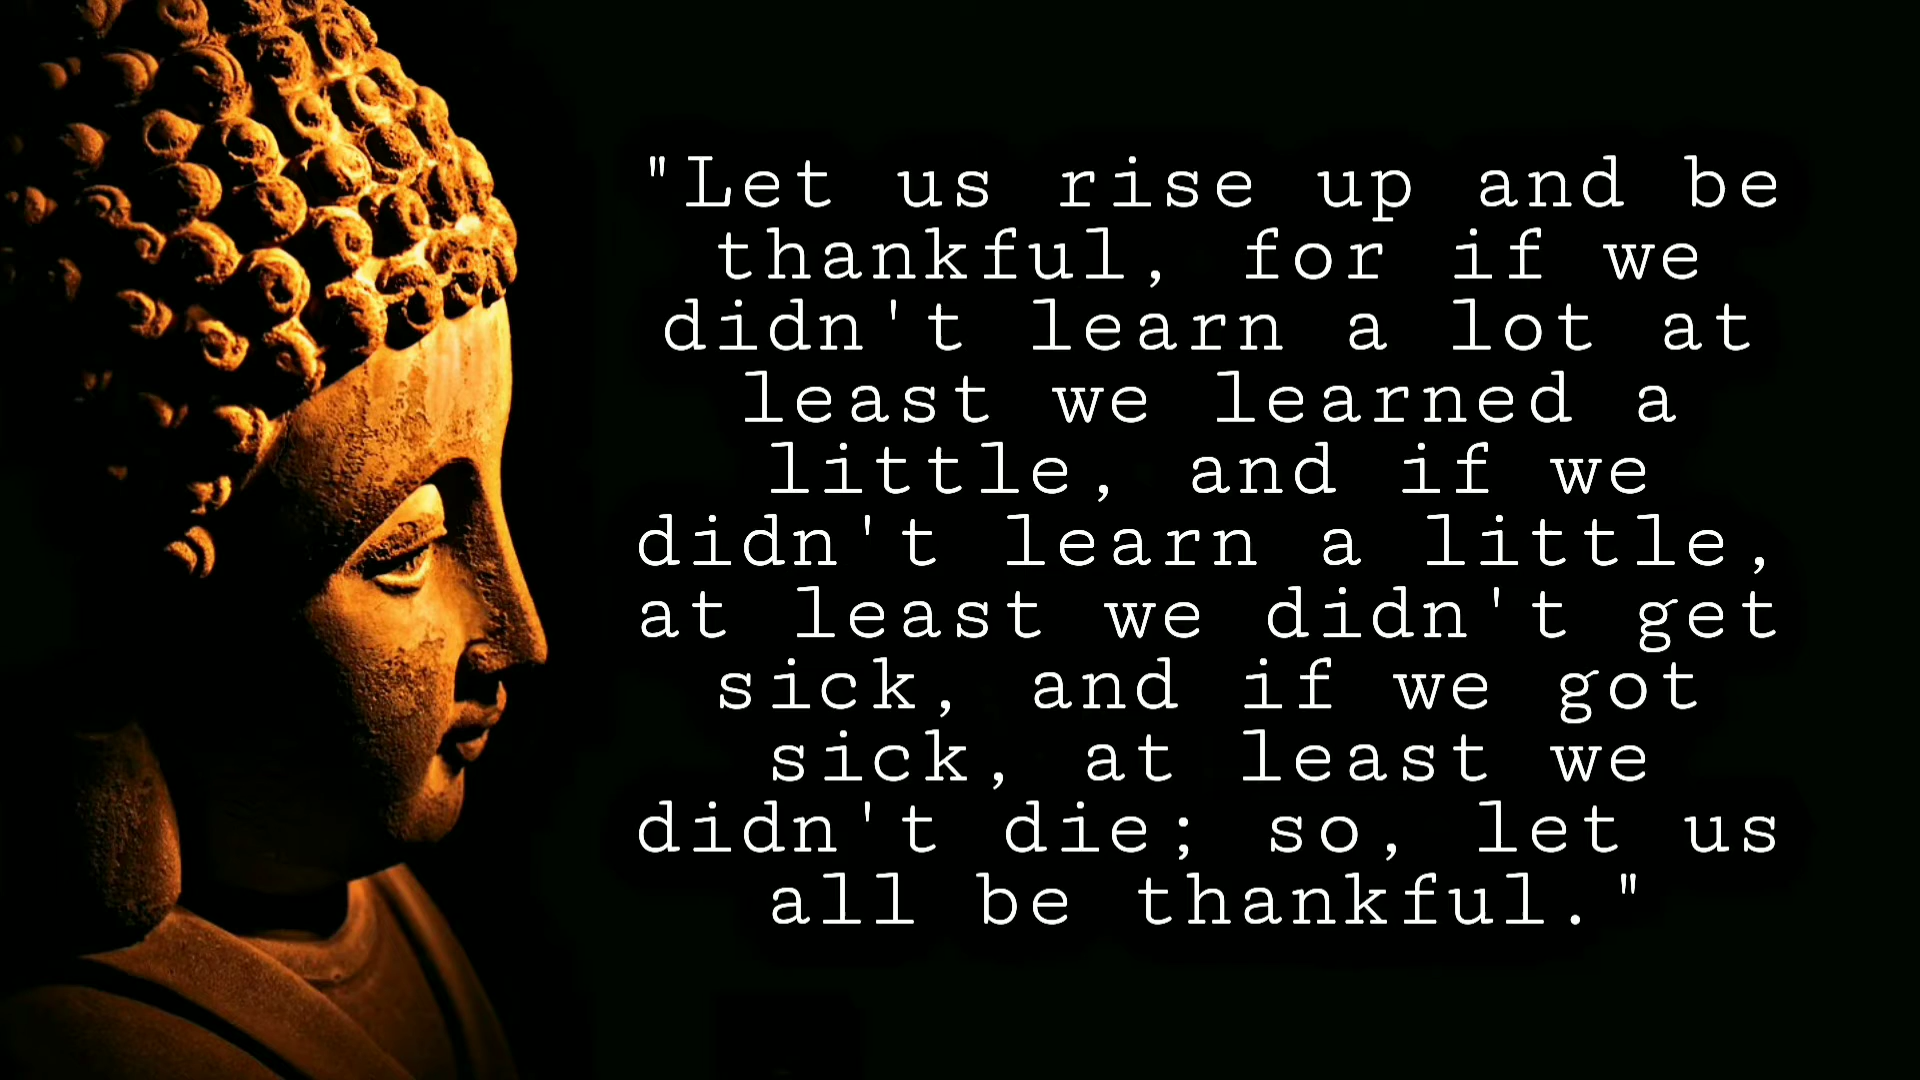 "Let us rise up and be
thankful, for if we
didn't learn a lot at
least we learned a
little, and if we
didn't learn a little,
at least we didn't get
sick, and if we got
sick, at least we
didn't die; so, let us
all be thankful."